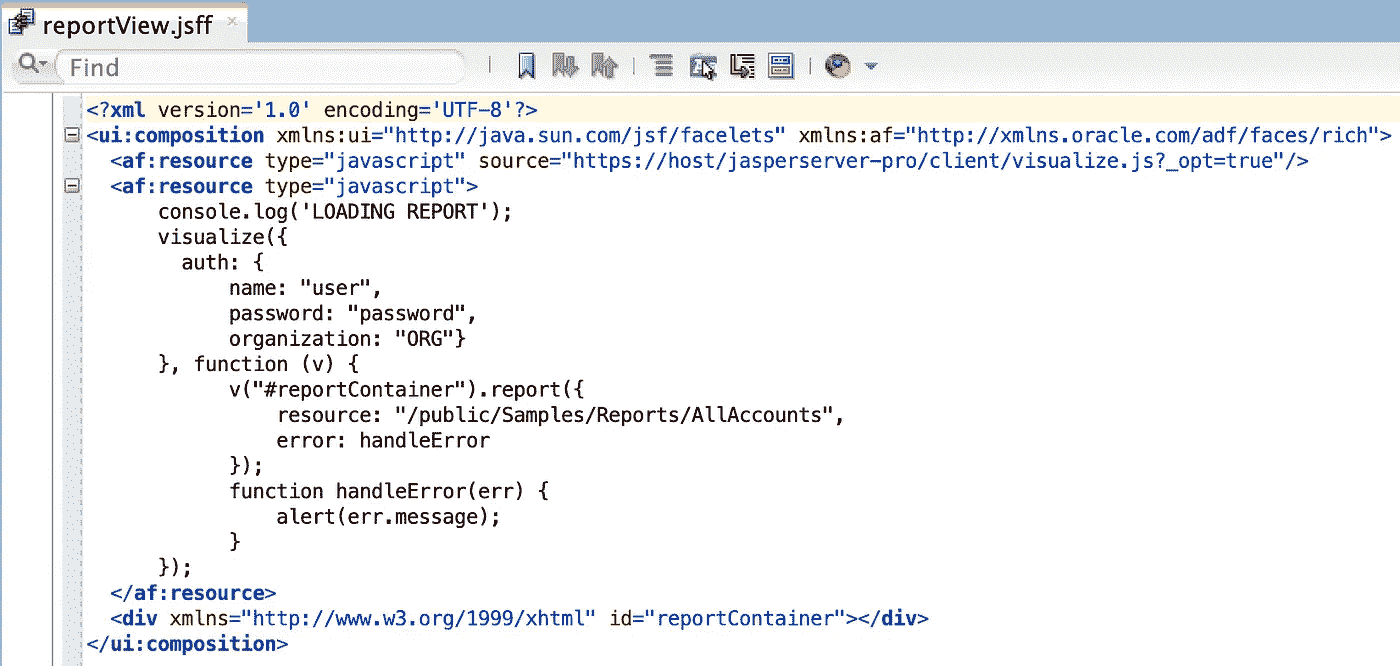 reportView.jsff
Find
<?xml version='1.0' encoding='UTF-8'?>
<ui:composition xmlns:ui="http://java.sun.com/jsf/facelets" xmlns:af="http://xmlns.oracle.com/adf/faces/rich">
  <af:resource type="javascript" source="https://host/jasperserver-pro/client/visualize.js?_opt=true"/>
  <af:resource type="javascript">
      console.log('LOADING REPORT');
      visualize({
        auth: {
            name: "user",
            password: "password",
            organization: "ORG"}
      }, function (v) {
            v("#reportContainer").report({
                resource: "/public/Samples/Reports/AllAccounts",
                error: handleError
            });
            function handleError(err) {
                alert(err.message);
            }
      });
  </af:resource>
  <div xmlns="http://www.w3.org/1999/xhtml" id="reportContainer"></div>
</ui:composition>